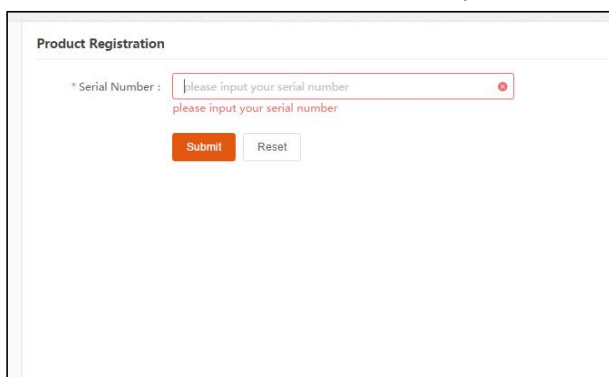 Product Registration
* Serial Number : please input your serial number
please input your serial number
Submit Reset